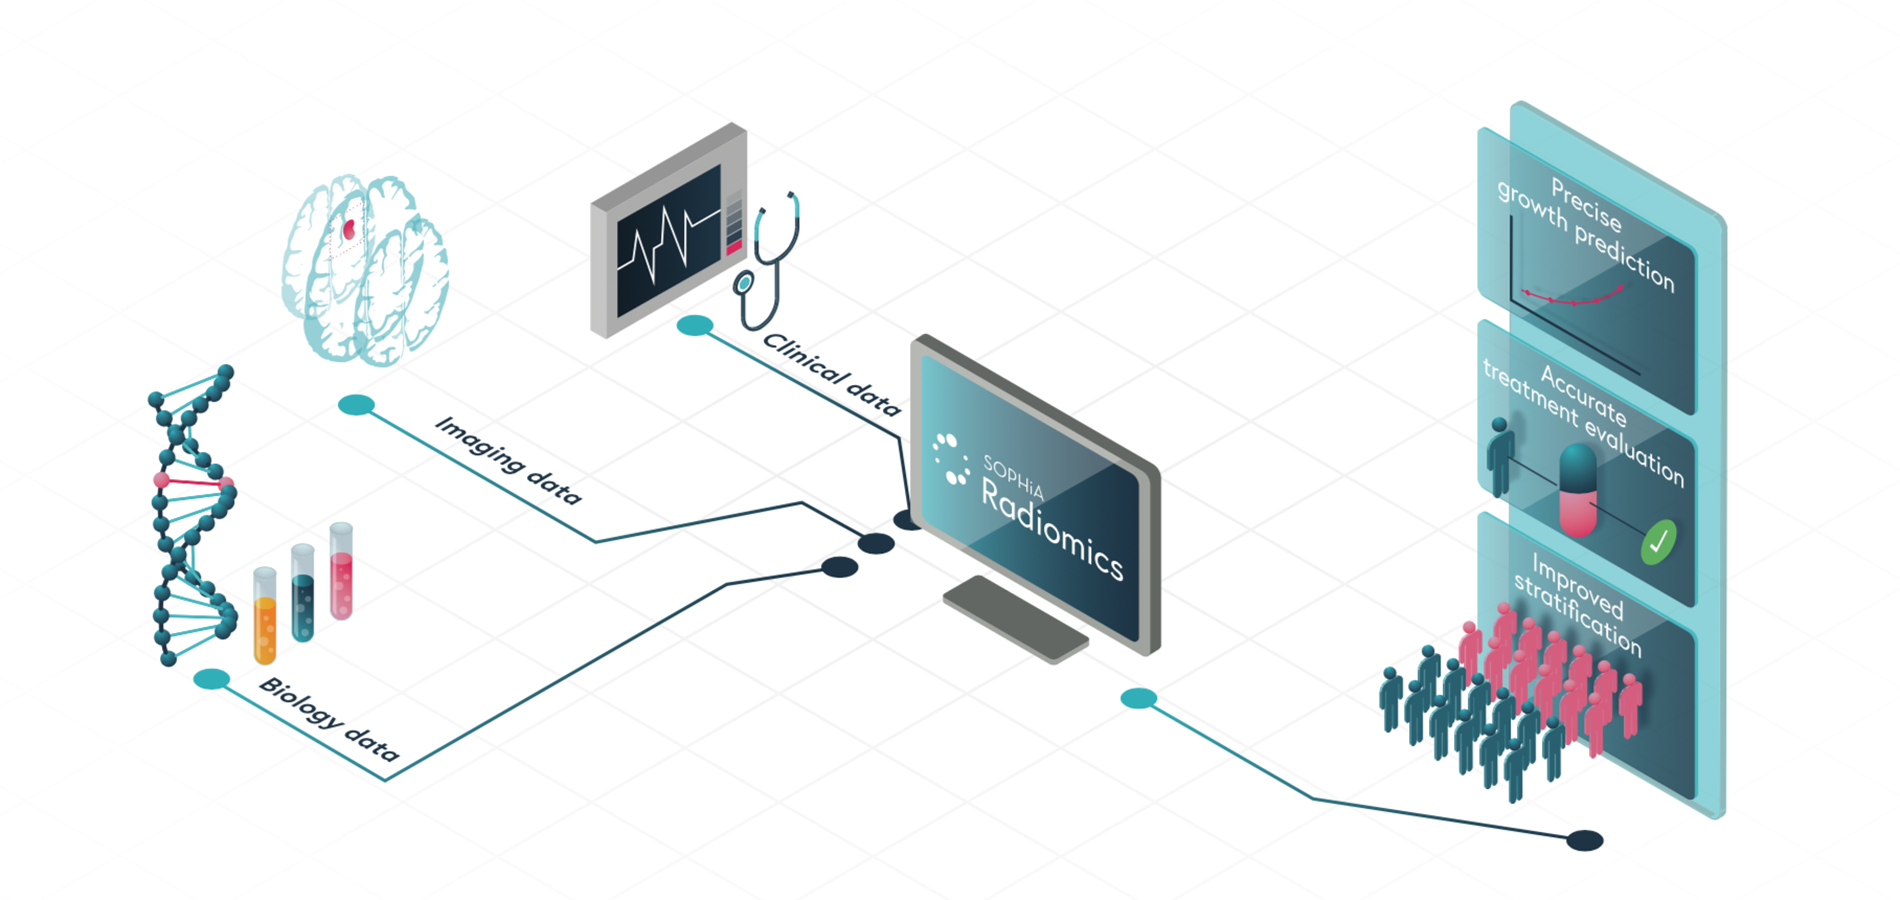 Clinical data
Imaging data
Biology data
SOPHiA
Radiomics
Precise
growth prediction
Accurate
treatment evaluation
Improved
stratification